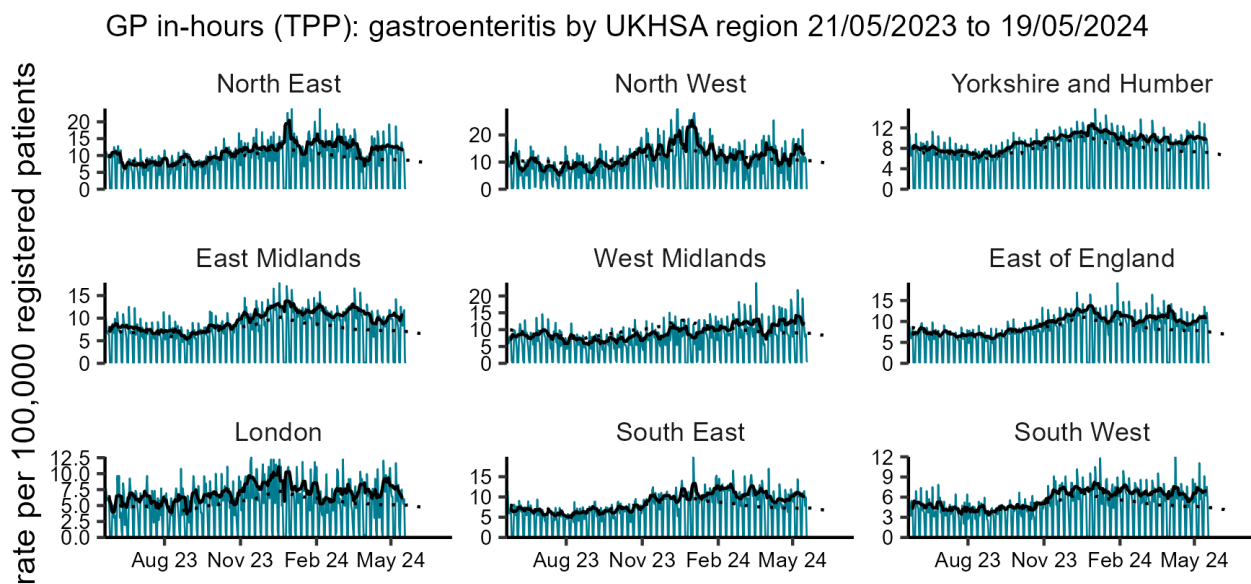 GP in-hours (TPP): gastroenteritis by UKHSA region 21/05/2023 to 19/05/2024
rate per 100,000 registered patients
North East
20
15
10
5
0
North West
20
10
0
Yorkshire and Humber
12
8
4
0
East Midlands
15
10
5
0
West Midlands
20
15
10
5
0
East of England
15
10
5
0
London
12.5
10.0
7.5
5.0
2.5
0.0
South East
15
10
5
0
South West
12
9
6
3
0
Aug 23 Nov 23 Feb 24 May 24
Aug 23 Nov 23 Feb 24 May 24
Aug 23 Nov 23 Feb 24 May 24